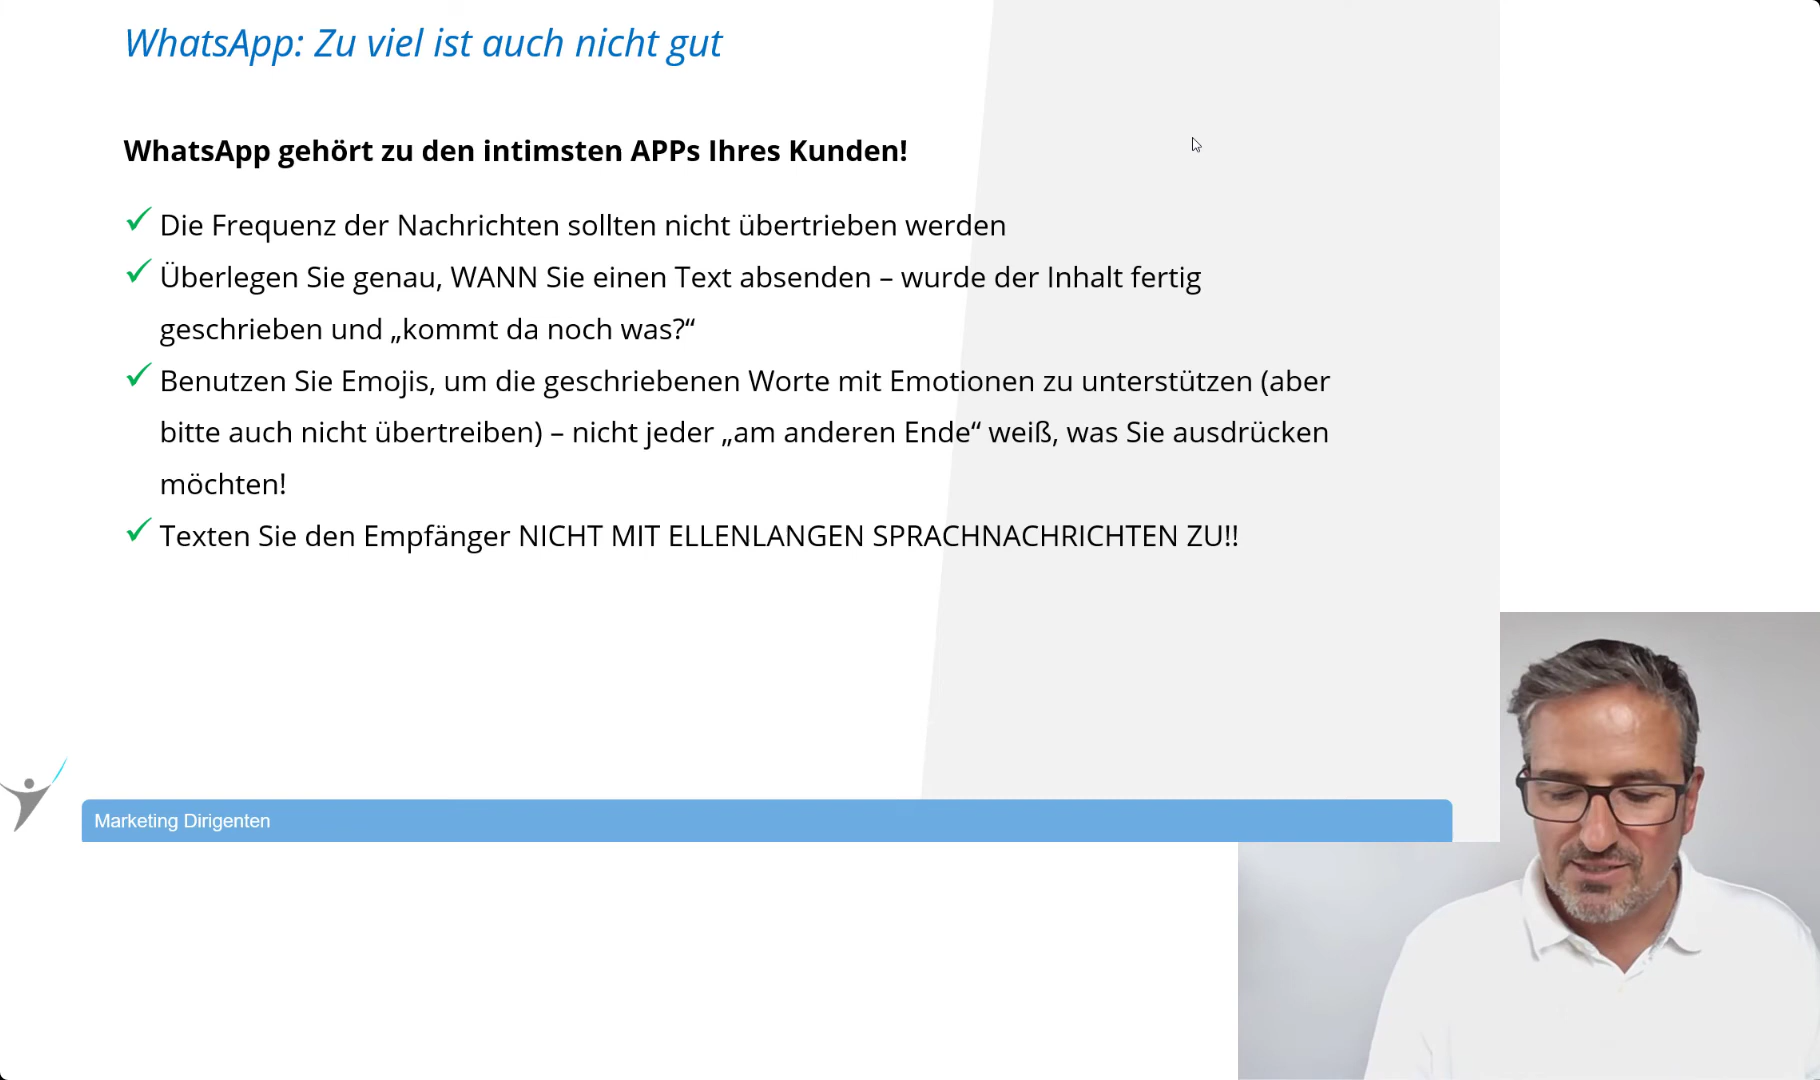 WhatsApp: Zu viel ist auch nicht gut
WhatsApp gehört zu den intimsten APPs Ihres Kunden!
Die Frequenz der Nachrichten sollten nicht übertrieben werden
Überlegen Sie genau, WANN Sie einen Text absenden – wurde der Inhalt fertig
geschrieben und „kommt da noch was?“
Benutzen Sie Emojis, um die geschriebenen Worte mit Emotionen zu unterstützen (aber
bitte auch nicht übertreiben) – nicht jeder „am anderen Ende“ weiß, was Sie ausdrücken
möchten!
Texten Sie den Empfänger NICHT MIT ELLENLANGEN SPRACHNACHRICHTEN ZU!!
Marketing Dirigenten